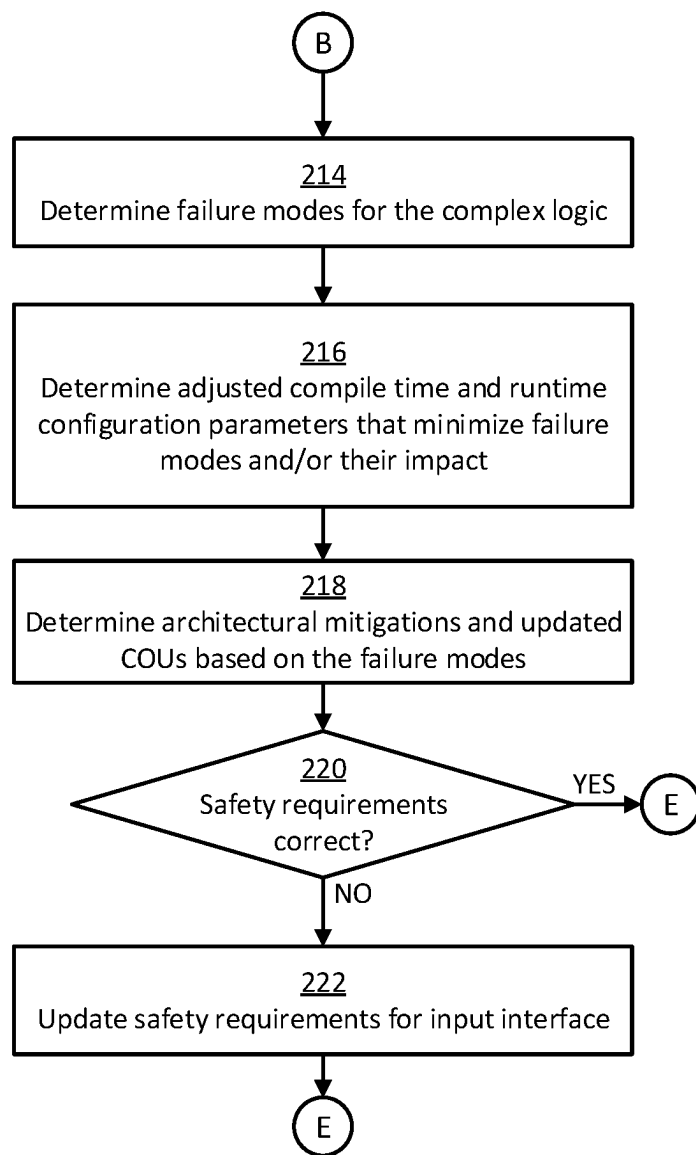 B
214
Determine failure modes for the complex logic
216
Determine adjusted compile time and runtime
configuration parameters that minimize failure
modes and/or their impact
218
Determine architectural mitigations and updated
COUs based on the failure modes
220
Safety requirements
correct?
YES
E
NO
222
Update safety requirements for input interface
E